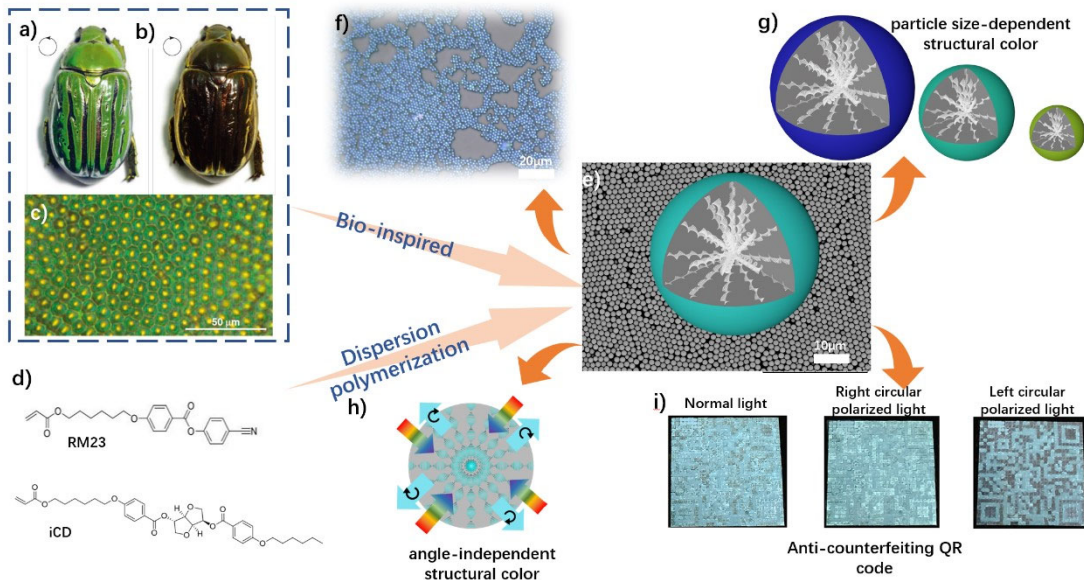 a)
b)
c)
50 µm
d)
RM23
iCD
Bio-inspired
Dispersion
polymerization
f)
20µm
e)
10µm
g)
particle size-dependent
structural color
h)
angle-independent
structural color
i)
Normal light
Right circular
polarized light
Left circular
polarized light
Anti-counterfeiting QR
code